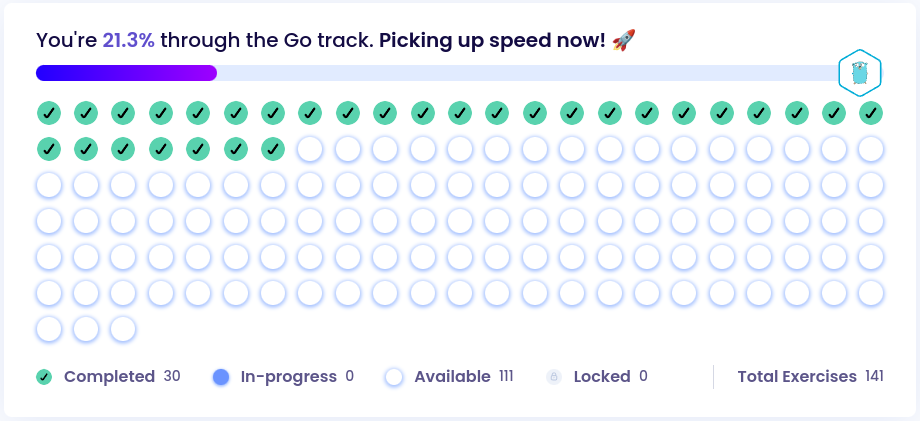 You're 21.3% through the Go track. Picking up speed now! 🚀
Completed 30 In-progress 0 Available 111 Locked 0 Total Exercises 141